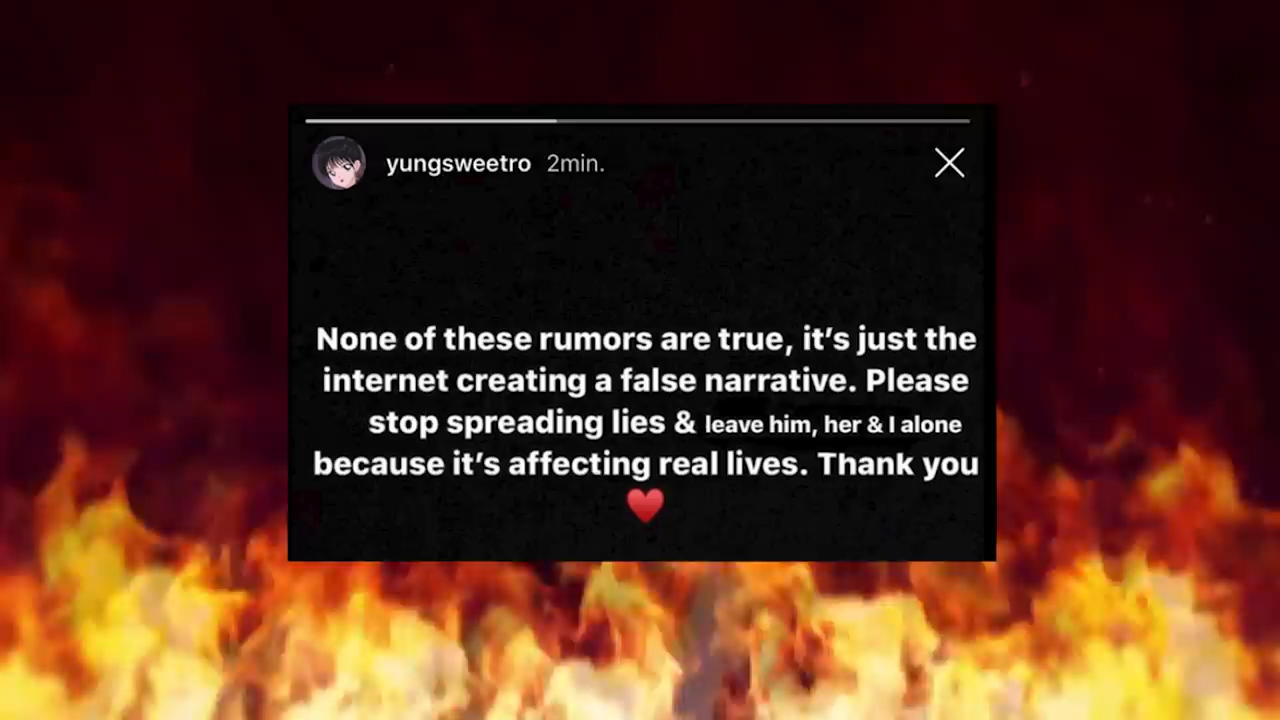 yungsweetro 2min.
None of these rumors are true, it’s just the
internet creating a false narrative. Please
stop spreading lies & leave him, her & I alone
because it’s affecting real lives. Thank you
❤️